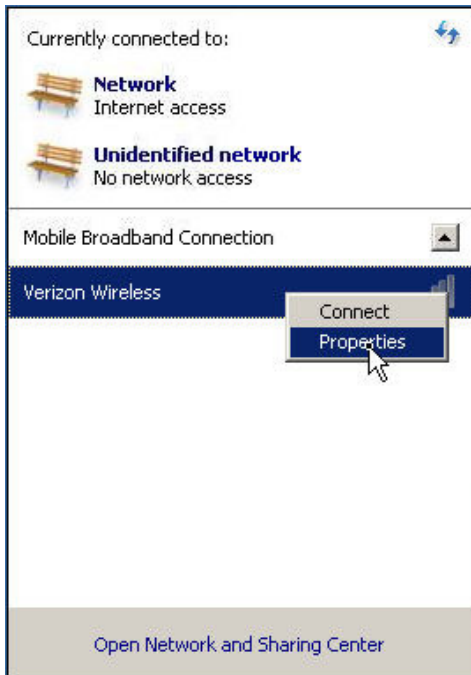 Currently connected to:
Network
Internet access
Unidentified network
No network access
Mobile Broadband Connection
Verizon Wireless
Connect
Properties
Open Network and Sharing Center